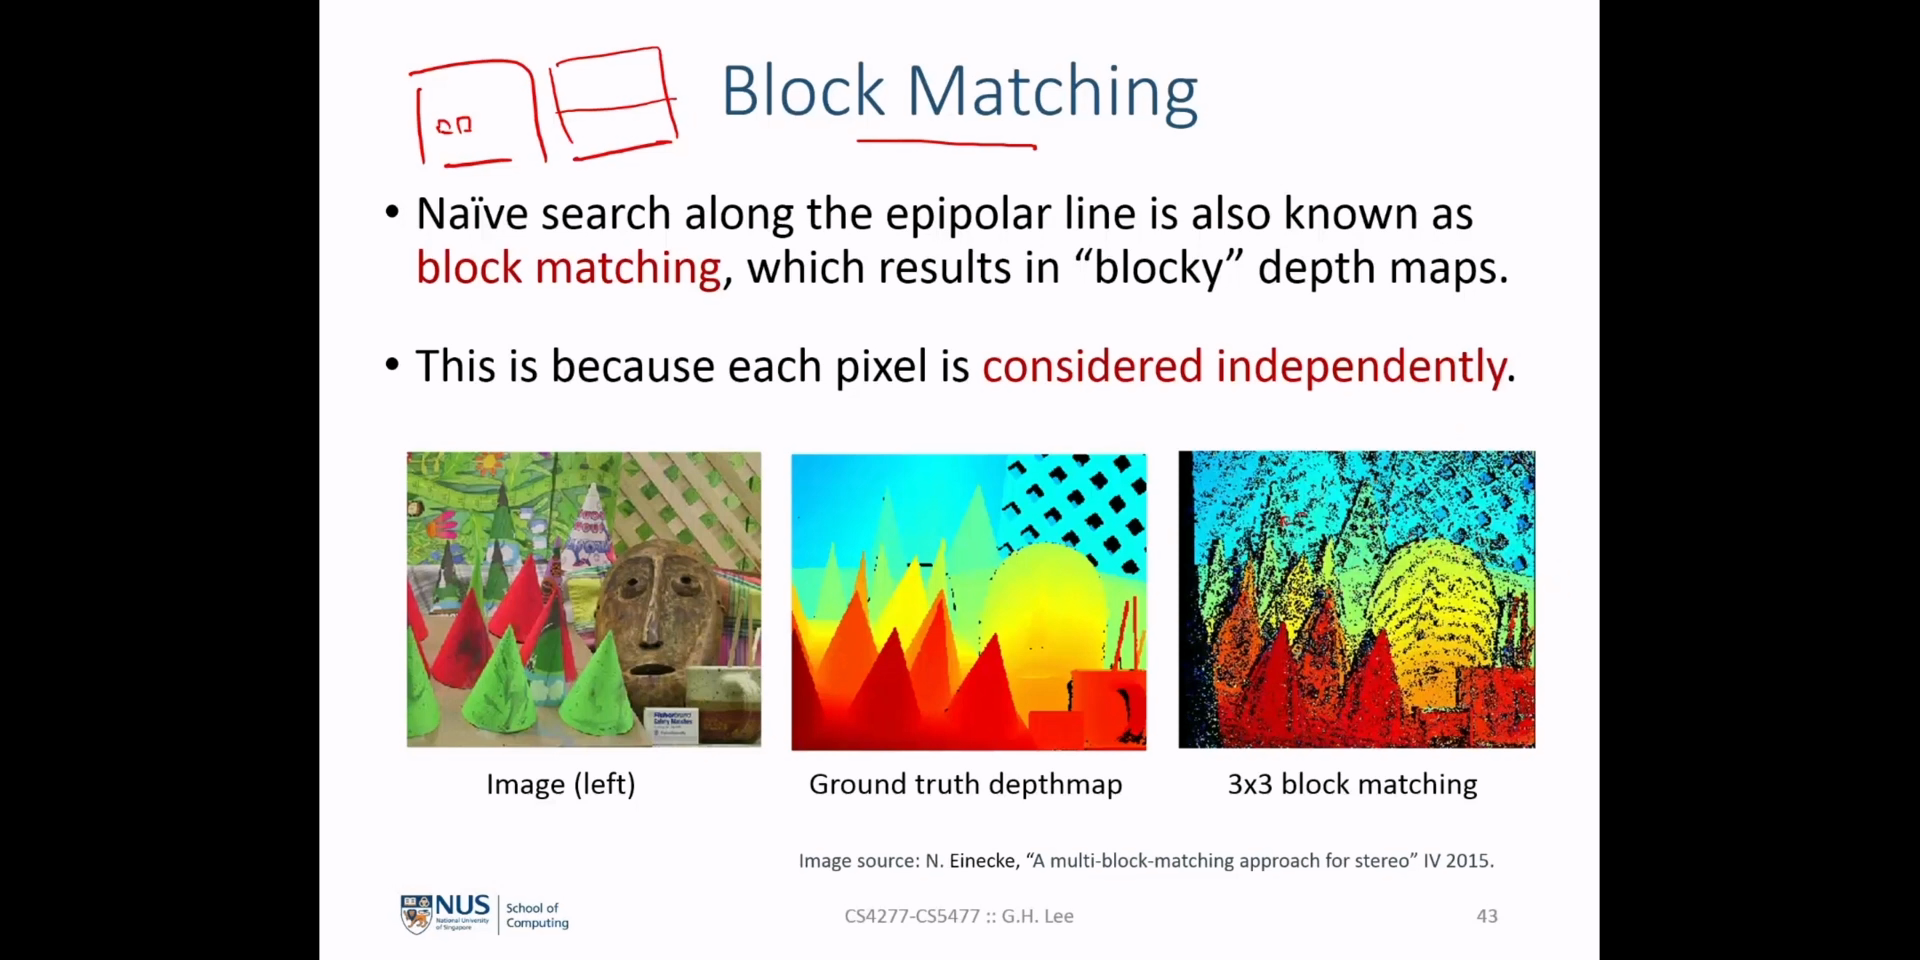 Block Matching
• Naïve search along the epipolar line is also known as
block matching, which results in “blocky” depth maps.
• This is because each pixel is considered independently.
Image (left)
Ground truth depthmap
3x3 block matching
Image source: N. Einecke, “A multi-block-matching approach for stereo” IV 2015.
NUS
National University
of Singapore
School of
Computing
CS4277-CS5477 :: G.H. Lee
43